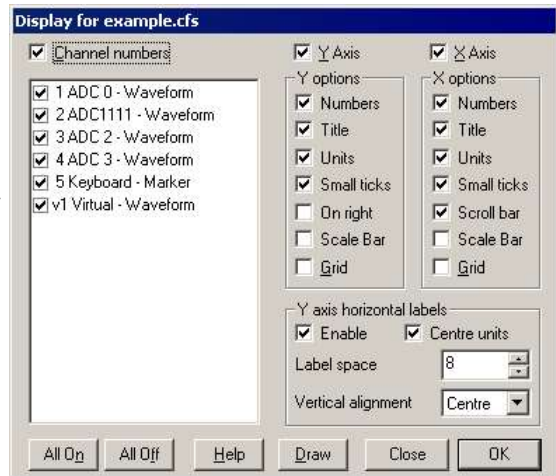 Display for example.cfs
Channel numbers
1 ADC 0 - Waveform
2 ADC1111 - Waveform
3 ADC 2 - Waveform
4 ADC 3 - Waveform
5 Keyboard - Marker
v1 Virtual - Waveform
Y Axis
X Axis
Y options
Numbers
Title
Units
Small ticks
On right
Scale Bar
Grid
X options
Numbers
Title
Units
Small ticks
Scroll bar
Scale Bar
Grid
Y axis horizontal labels
Enable
Centre units
Label space
8
Vertical alignment
Centre
All On
All Off
Help
Draw
Close
OK